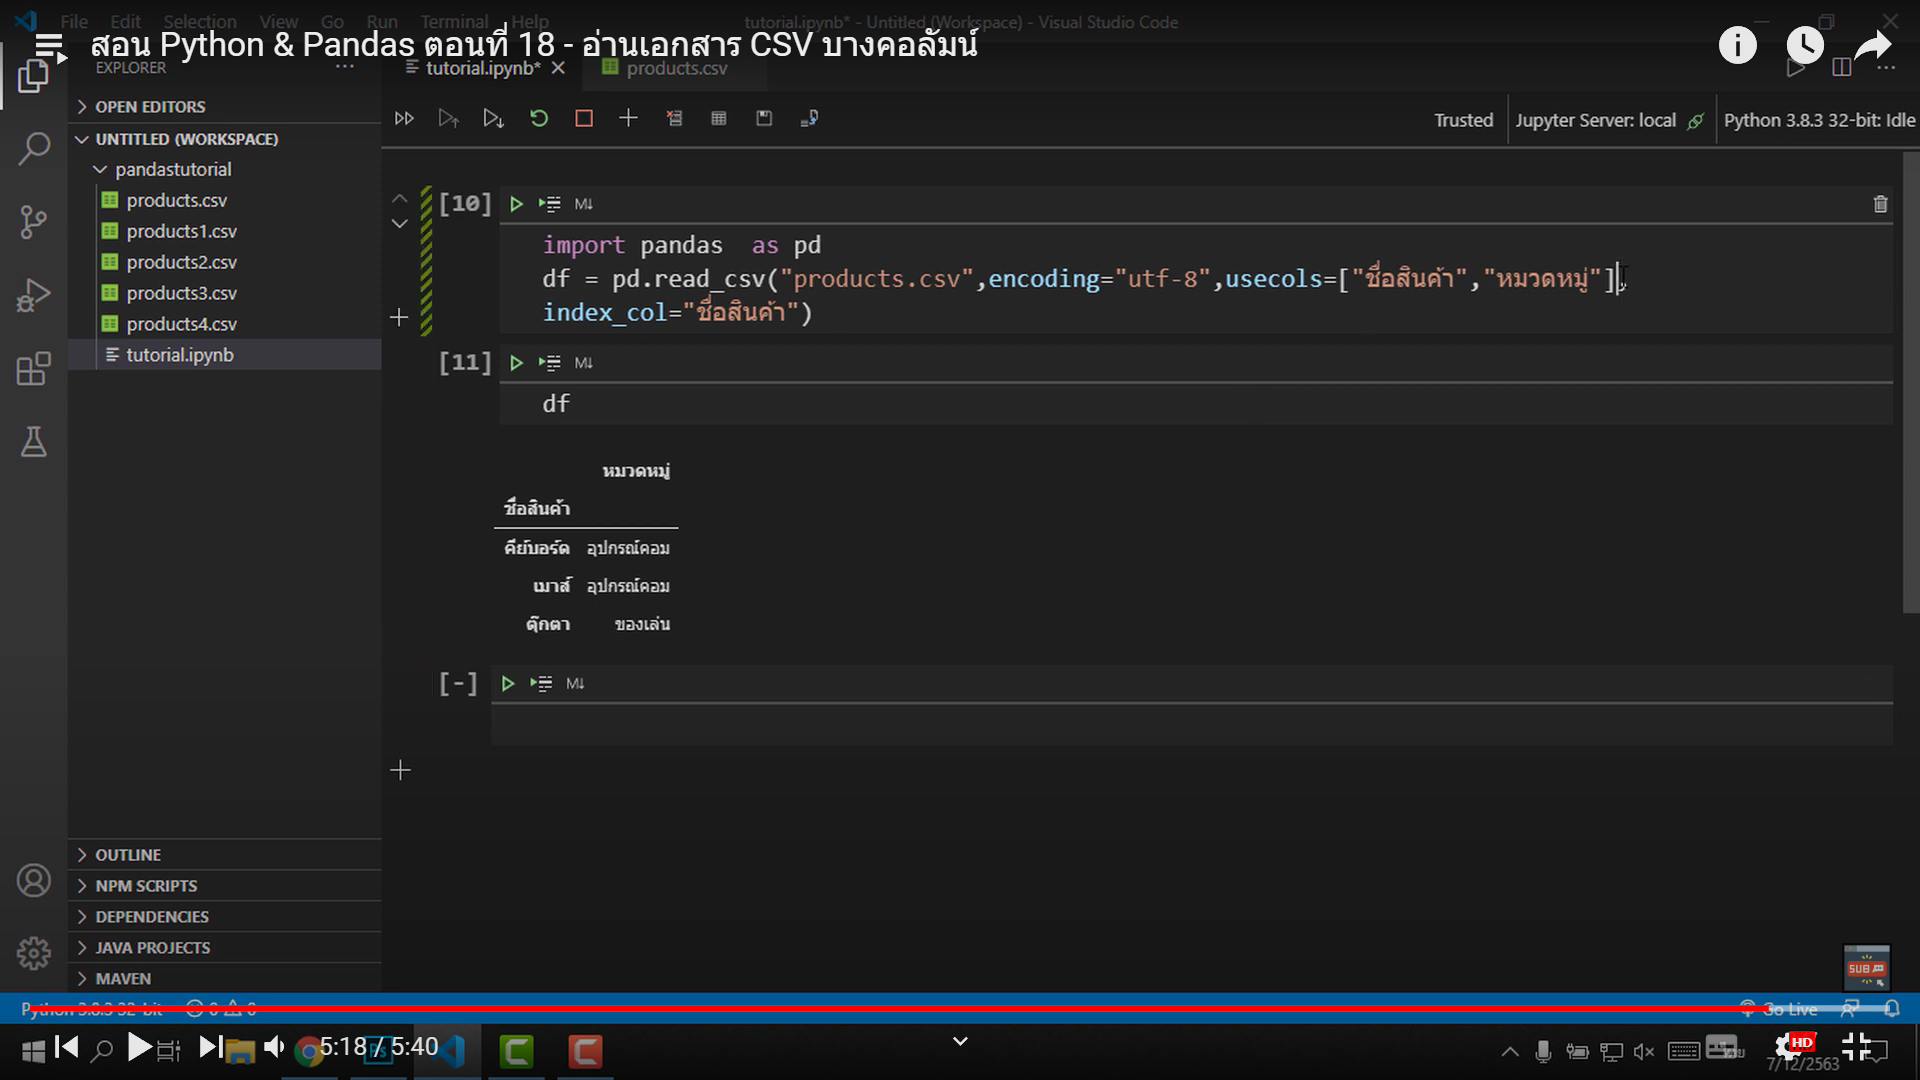 File Edit Selection View Go Run Terminal Help tutorial.ipynb* - Untitled (Workspace) - Visual Studio Code
สอน Python & Pandas ตอนที่ 18 - อ่านเอกสาร CSV บางคอลัมน์
EXPLORER
tutorial.ipynb*
products.csv
OPEN EDITORS
UNTITLED (WORKSPACE)
pandastutorial
products.csv
products1.csv
products2.csv
products3.csv
products4.csv
tutorial.ipynb
Trusted
Jupyter Server: local
Python 3.8.3 32-bit: Idle
[10] M↓
import pandas  as pd
df = pd.read_csv("products.csv",encoding="utf-8",usecols=["ชื่อสินค้า","หมวดหมู่"],
index_col="ชื่อสินค้า")
[11] M↓
df
หมวดหมู่
ชื่อสินค้า
คีย์บอร์ด อุปกรณ์คอม
เมาส์ อุปกรณ์คอม
ตุ๊กตา ของเล่น
[-] M↓
OUTLINE
NPM SCRIPTS
DEPENDENCIES
JAVA PROJECTS
MAVEN
SUB
Python 3.8.3 32-bit 0 0
Go Live
5:18 / 5:40
Ps
HD
7/12/2563